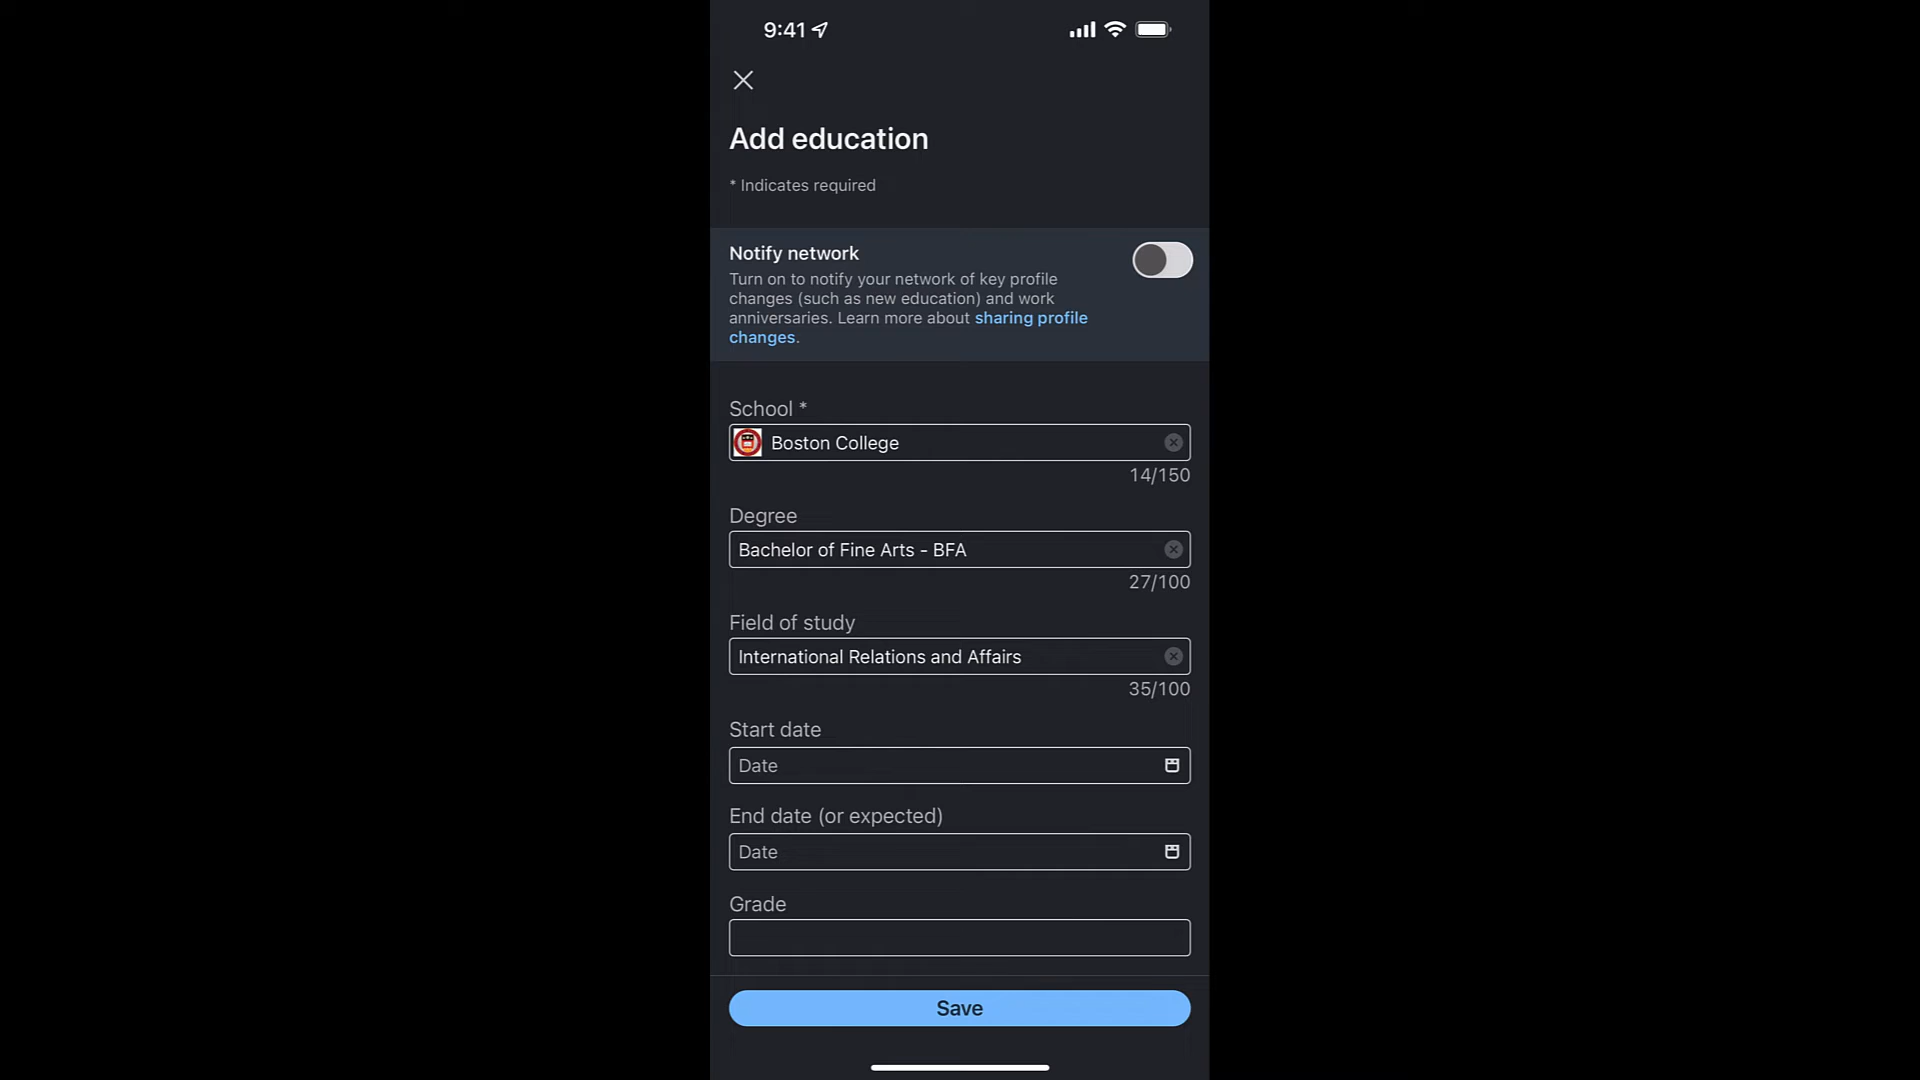 9:41
Add education
* Indicates required
Notify network
Turn on to notify your network of key profile
changes (such as new education) and work
anniversaries. Learn more about sharing profile
changes.
School *
Boston College
14/150
Degree
Bachelor of Fine Arts - BFA
27/100
Field of study
International Relations and Affairs
35/100
Start date
Date
End date (or expected)
Date
Grade
Save